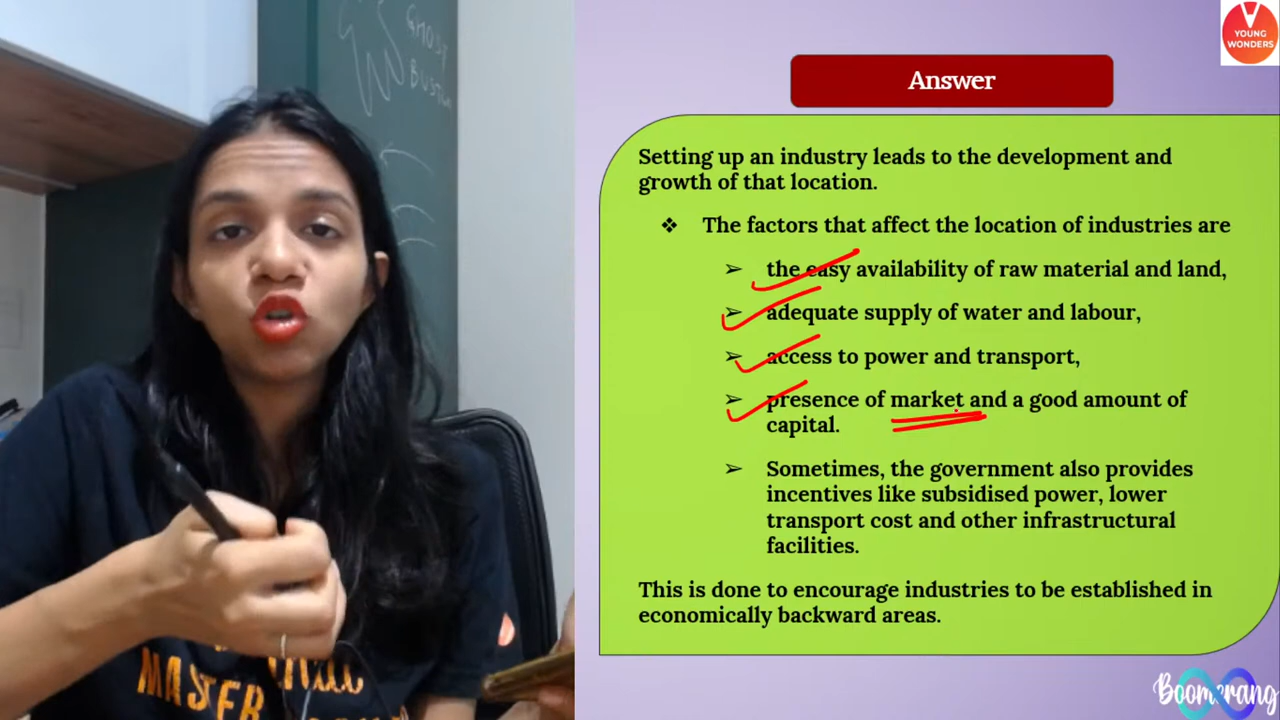 GHOST
YOUNG
WONDERS
Answer
Setting up an industry leads to the development and
growth of that location.
❖ The factors that affect the location of industries are
➢ the easy availability of raw material and land,
➢ adequate supply of water and labour,
➢ access to power and transport,
➢ presence of market and a good amount of
capital.
➢ Sometimes, the government also provides
incentives like subsidised power, lower
transport cost and other infrastructural
facilities.
This is done to encourage industries to be established in
economically backward areas.
MASTER
Boomerang